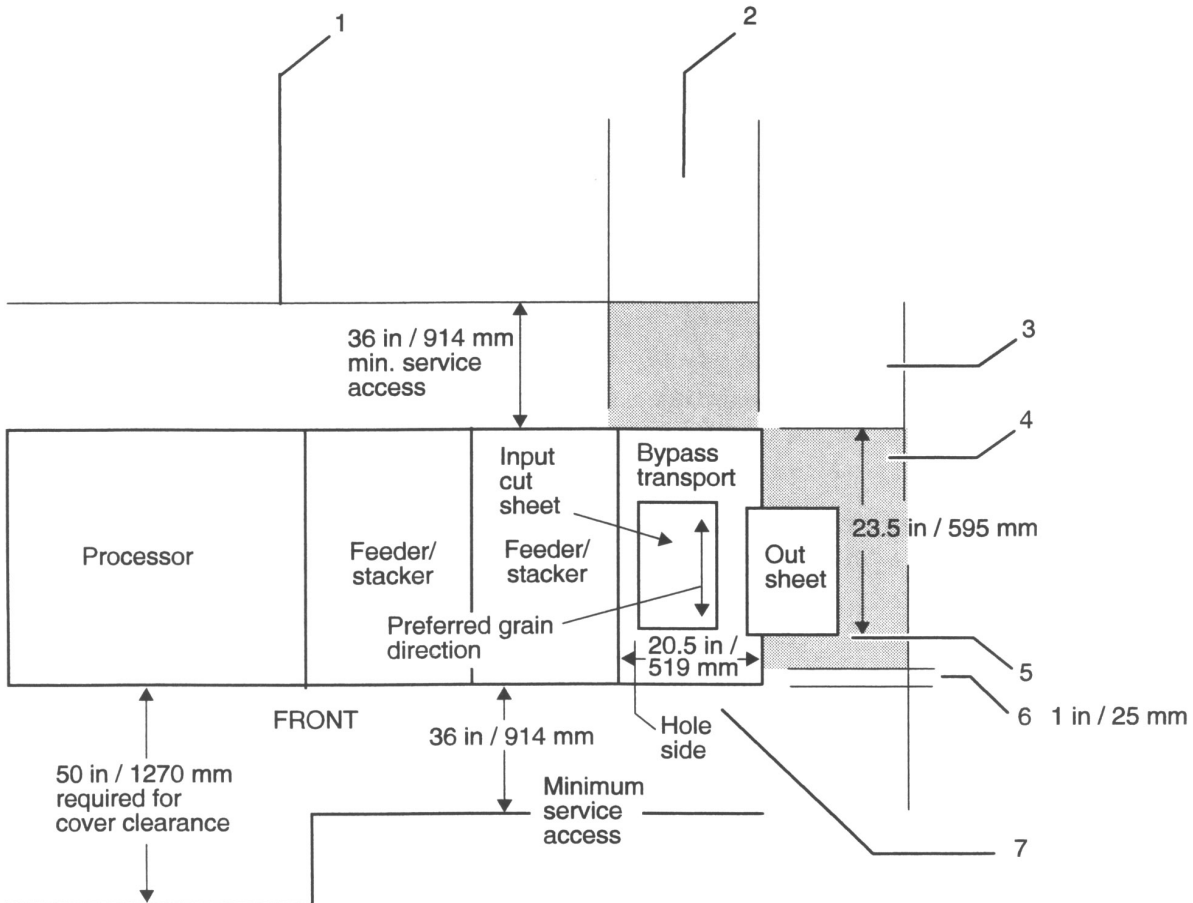 1
2
36 in / 914 mm
min. service
access
3
4
Input
cut
sheet
Bypass
transport
23.5 in / 595 mm
Processor
Feeder/
stacker
Feeder/
stacker
Out
sheet
Preferred grain
direction
20.5 in /
519 mm
5
FRONT
36 in / 914 mm
Hole
side
6 1 in / 25 mm
50 in / 1270 mm
required for
cover clearance
Minimum
service
access
7